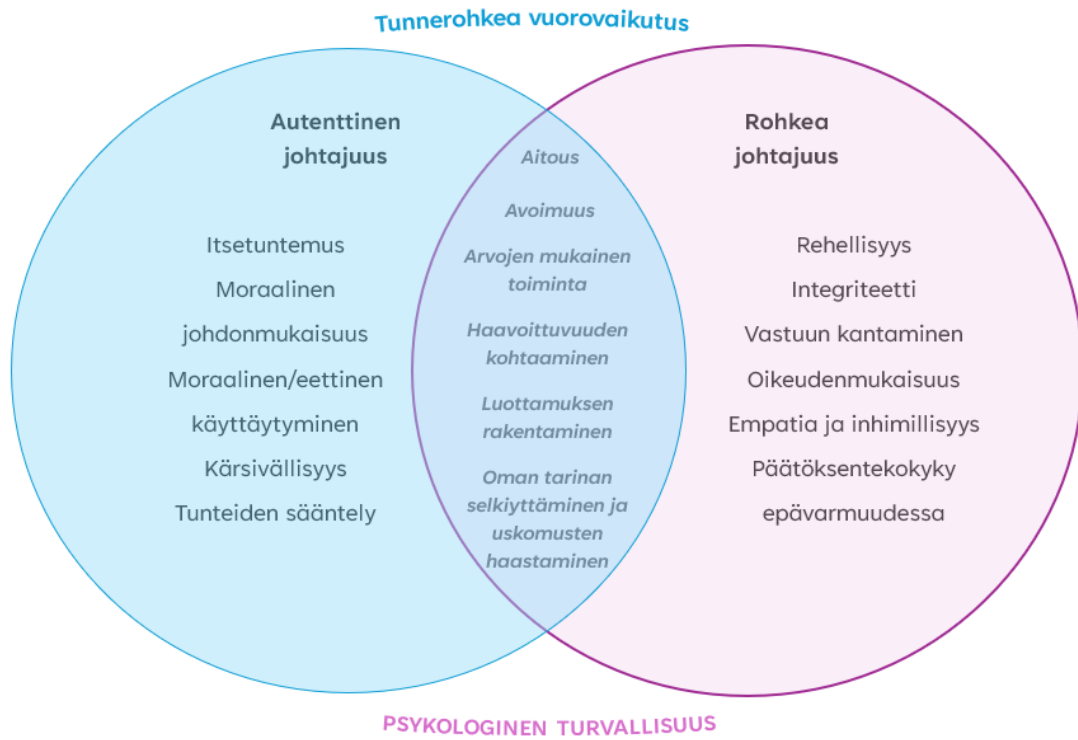 Tunnerohkea vuorovaikutus
Autenttinen
johtajuus
Itsetuntemus
Moraalinen
johdonmukaisuus
Moraalinen/eettinen
käyttäytyminen
Kärsivällisyys
Tunteiden sääntely
Aitous
Avoimuus
Arvojen mukainen
toiminta
Haavoittuvuuden
kohtaaminen
Luottamuksen
rakentaminen
Oman tarinan
selkiyttäminen ja
uskomusten
haastaminen
Rohkea
johtajuus
Rehellisyys
Integriteetti
Vastuun kantaminen
Oikeudenmukaisuus
Empatia ja inhimillisyys
Päätöksentekokyky
epävarmuudessa
PSYKOLOGINEN TURVALLISUUS